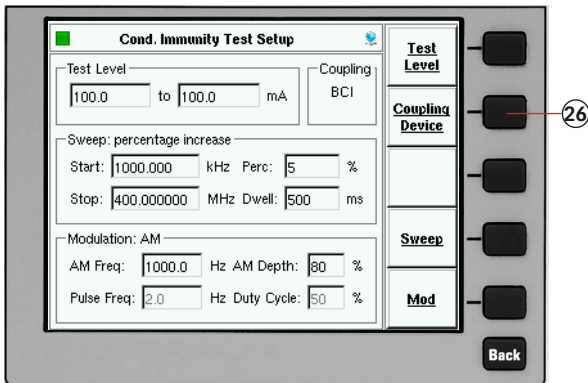 Cond. Immunity Test Setup
Test Level
100.0 to 100.0 mA
Coupling
BCI
Sweep: percentage increase
Start: 1000.000 kHz Perc: 5 %
Stop: 400.000000 MHz Dwell: 500 ms
Modulation: AM
AM Freq: 1000.0 Hz AM Depth: 80 %
Pulse Freq: 2.0 Hz Duty Cycle: 50 %
Test
Level
Coupling
Device
Sweep
Mod
Back
26